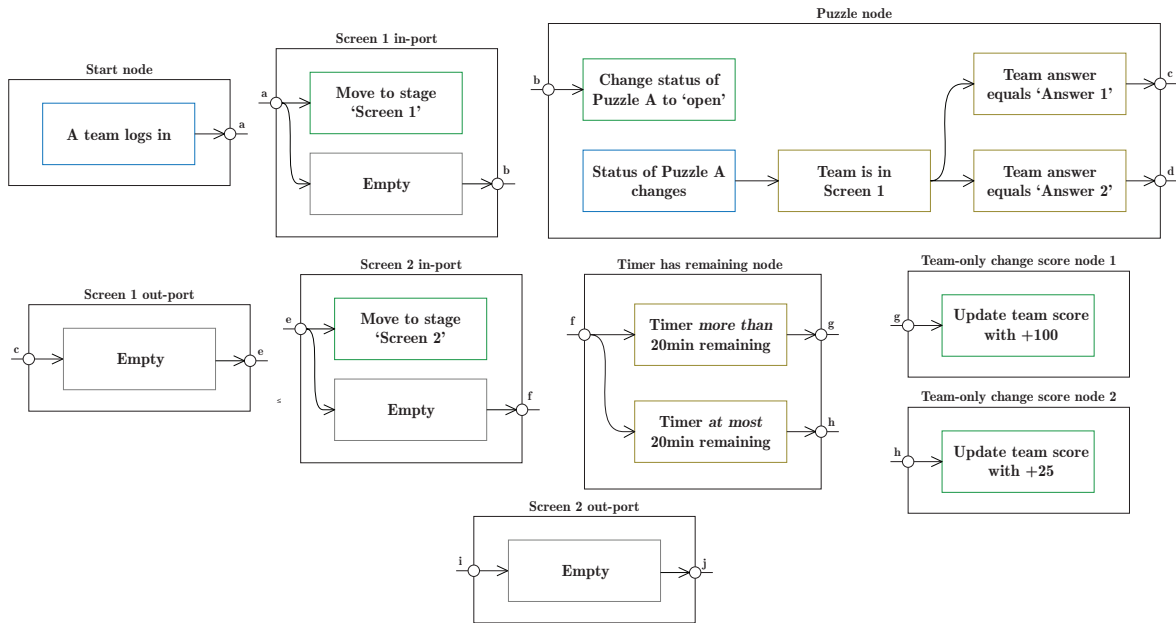 Start node
A team logs in
a
Screen 1 in-port
a
Move to stage
‘Screen 1’
Empty
b
Puzzle node
b
Change status of
Puzzle A to ‘open’
Status of Puzzle A
changes
Team is in
Screen 1
Team answer
equals ‘Answer 1’
c
Team answer
equals ‘Answer 2’
d
Screen 1 out-port
c
Empty
e
≤
Screen 2 in-port
e
Move to stage
‘Screen 2’
Empty
f
Timer has remaining node
f
Timer more than
20min remaining
g
Timer at most
20min remaining
h
Team-only change score node 1
g
Update team score
with +100
Team-only change score node 2
h
Update team score
with +25
Screen 2 out-port
i
Empty
j